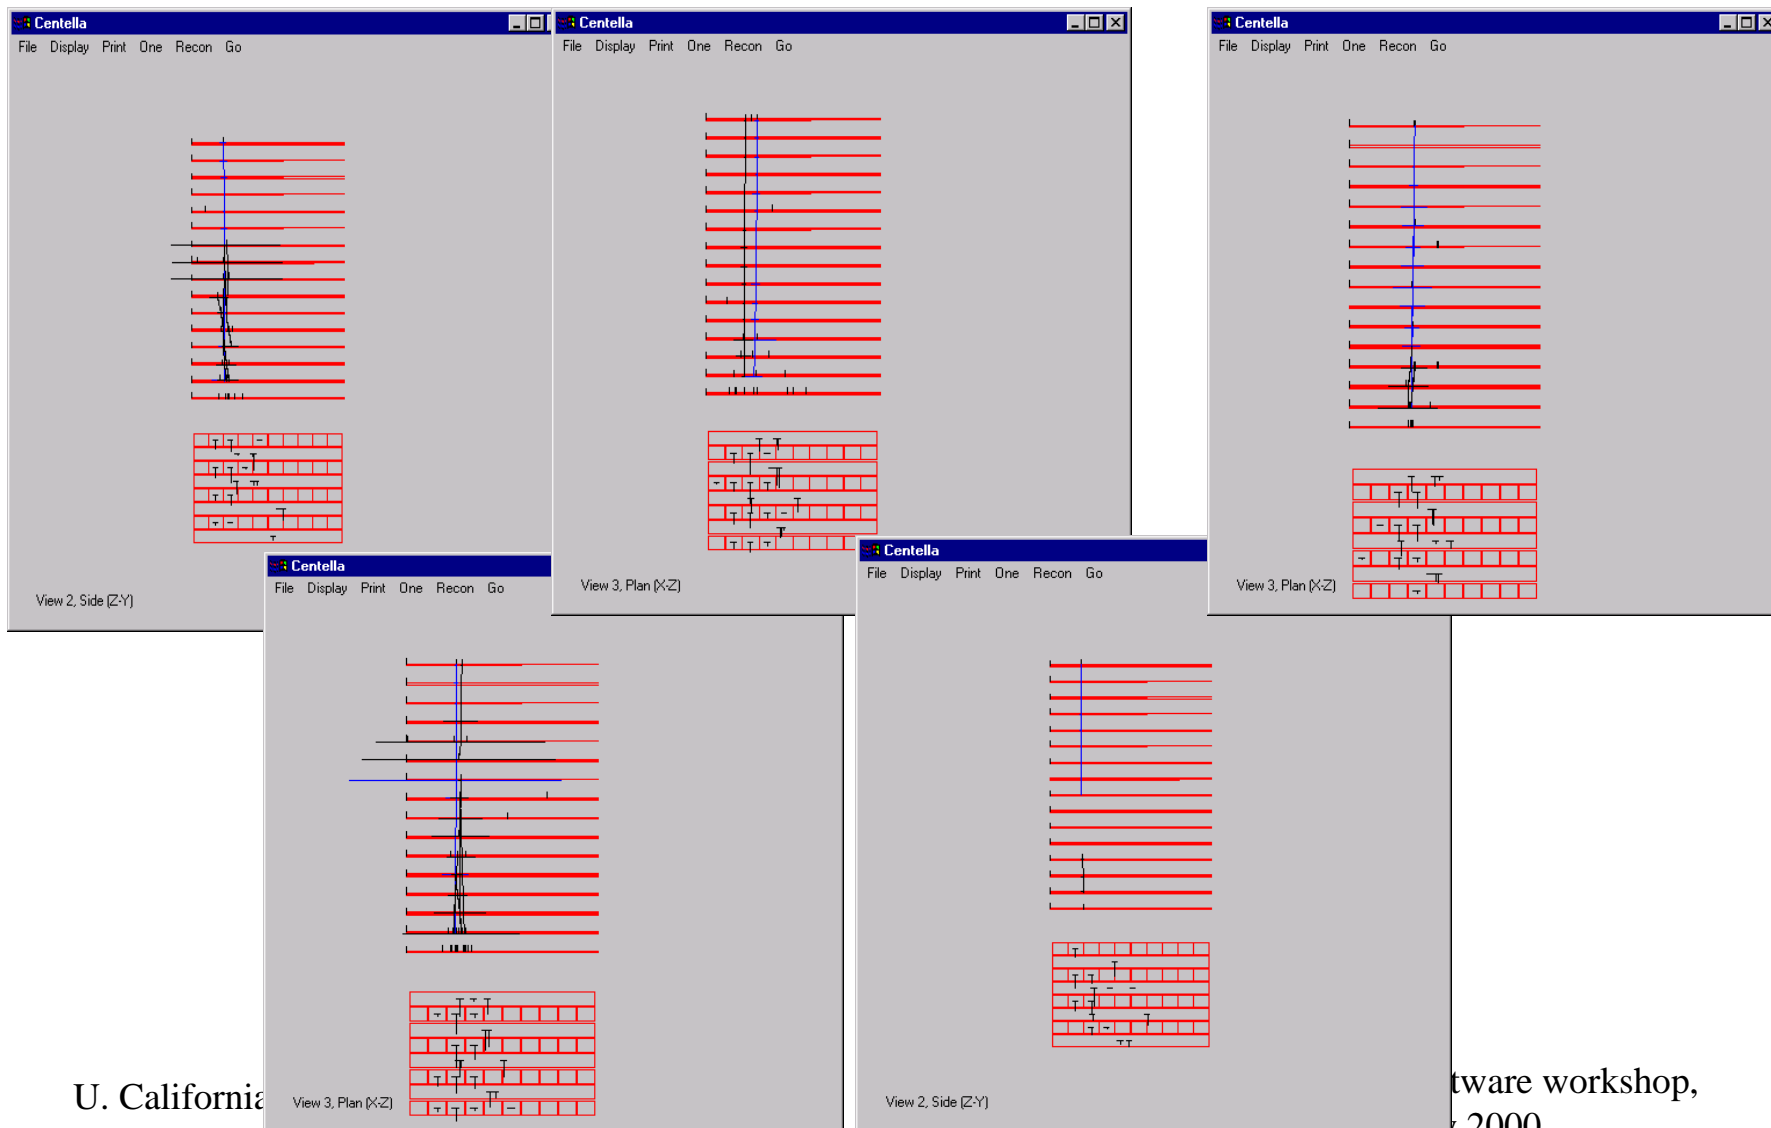 Centella
File Display Print One Recon Go
View 2, Side (Z-Y)
Centella
File Display Print One Recon Go
View 3, Plan (X-Z)
Centella
File Display Print One Recon Go
View 3, Plan (X-Z)
Centella
File Display Print One Recon Go
View 3, Plan (X-Z)
Centella
File Display Print One Recon Go
View 2, Side (Z-Y)
U. California
tware workshop,
2000